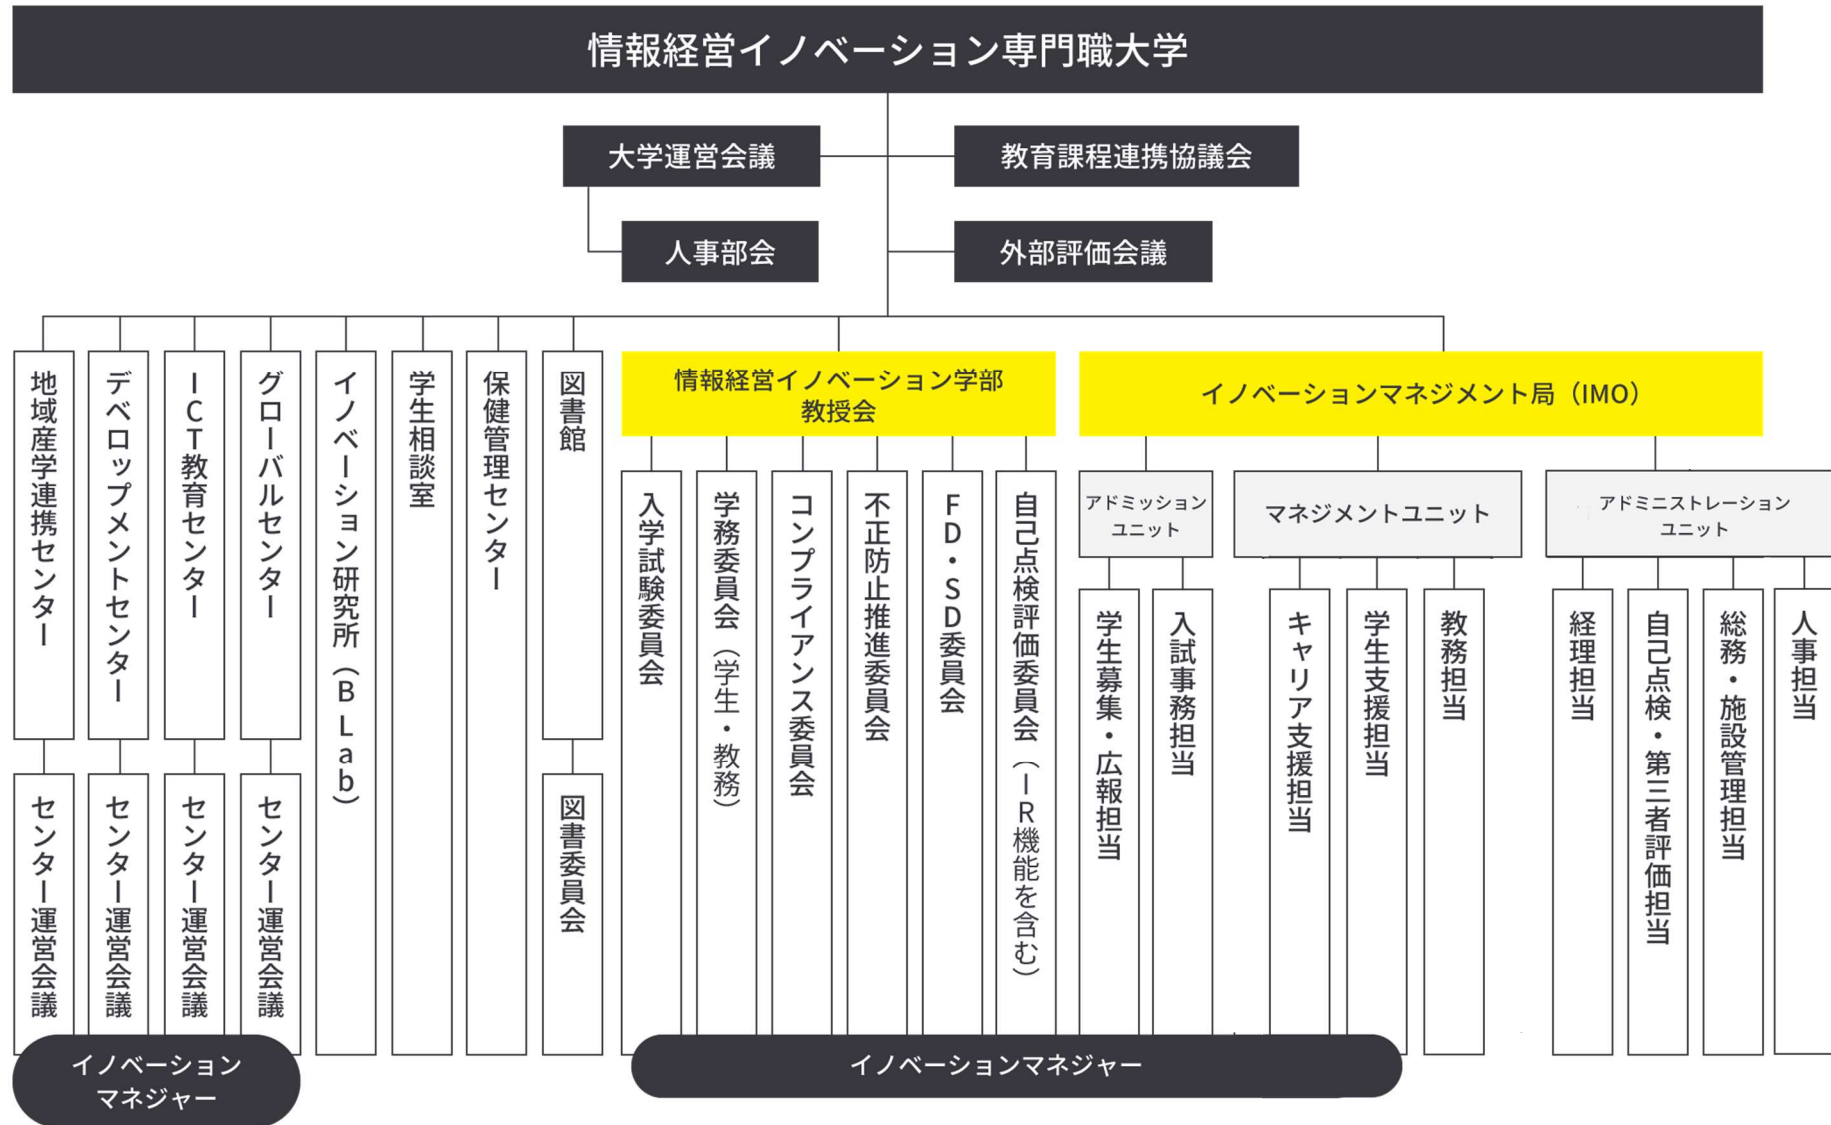 情報経営イノベーション専門職大学
大学運営会議
教育課程連携協議会
人事部会
外部評価会議
地域産学連携センター
デベロップメントセンター
ICT教育センター
グローバルセンター
イノベーション研究所（B Lab）
学生相談室
保健管理センター
図書館
情報経営イノベーション学部
教授会
イノベーションマネジメント局（IMO）
入学試験委員会
学務委員会（学生・教務）
コンプライアンス委員会
不正防止推進委員会
FD・SD委員会
自己点検評価委員会（IR機能を含む）
アドミッション
ユニット
マネジメントユニット
アドミニストレーション
ユニット
学生募集・広報担当
入試事務担当
キャリア支援担当
学生支援担当
教務担当
経理担当
自己点検・第三者評価担当
総務・施設管理担当
人事担当
センター運営会議
センター運営会議
センター運営会議
センター運営会議
図書委員会
イノベーション
マネジャー
イノベーションマネジャー